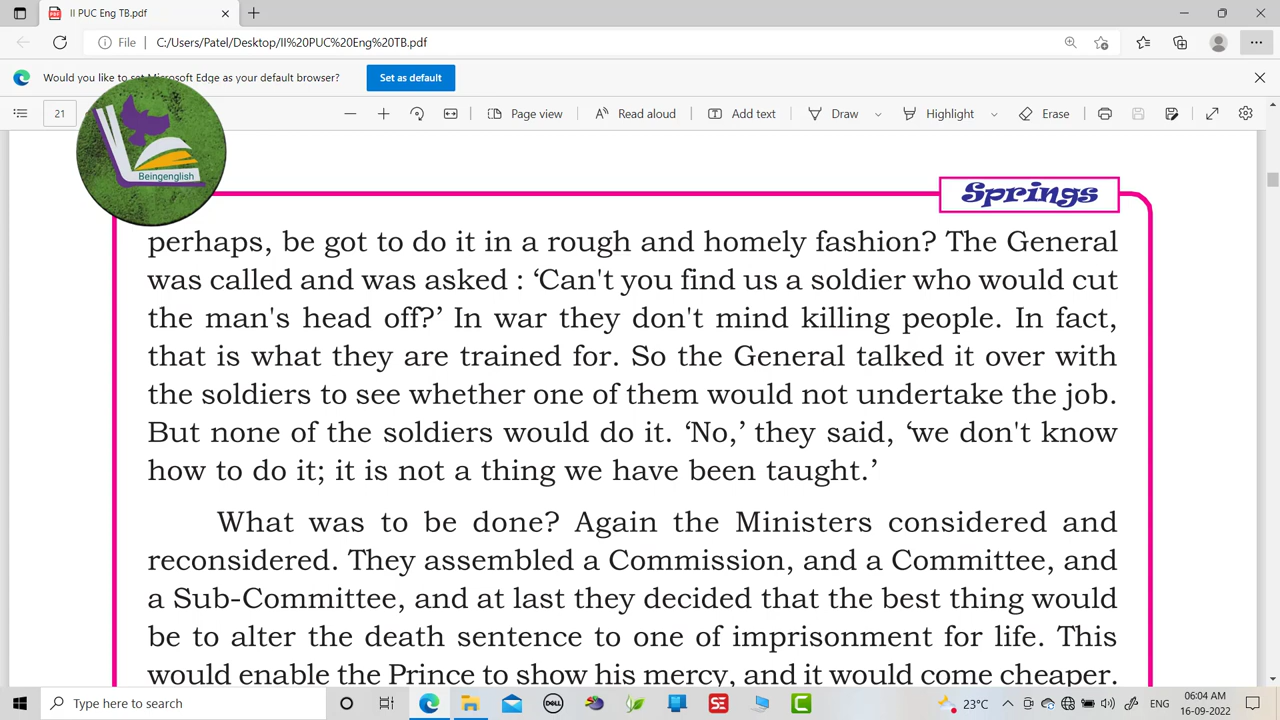 II PUC Eng TB.pdf
File C:/Users/Patel/Desktop/II%20PUC%20Eng%20TB.pdf
Would you like to set Microsoft Edge as your default browser? Set as default
21 Page view Read aloud Add text Draw Highlight Erase
Beingenglish
Springs
perhaps, be got to do it in a rough and homely fashion? The General
was called and was asked : ‘Can't you find us a soldier who would cut
the man's head off?’ In war they don't mind killing people. In fact,
that is what they are trained for. So the General talked it over with
the soldiers to see whether one of them would not undertake the job.
But none of the soldiers would do it. ‘No,’ they said, ‘we don't know
how to do it; it is not a thing we have been taught.’
What was to be done? Again the Ministers considered and
reconsidered. They assembled a Commission, and a Committee, and
a Sub-Committee, and at last they decided that the best thing would
be to alter the death sentence to one of imprisonment for life. This
would enable the Prince to show his mercy, and it would come cheaper.
Type here to search
DELL
SE
C
23°C
ENG
06:04 AM
16-09-2022